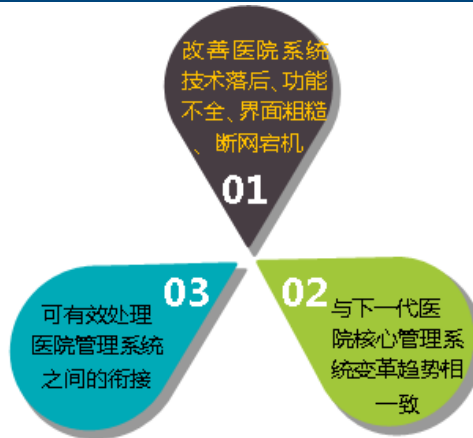 改善医院系统
技术落后、功能
不全、界面粗糙
、断网宕机
01
03
可有效处理
医院管理系统
之间的衔接
02
与下一代医
院核心管理系
统变革趋势相
一致